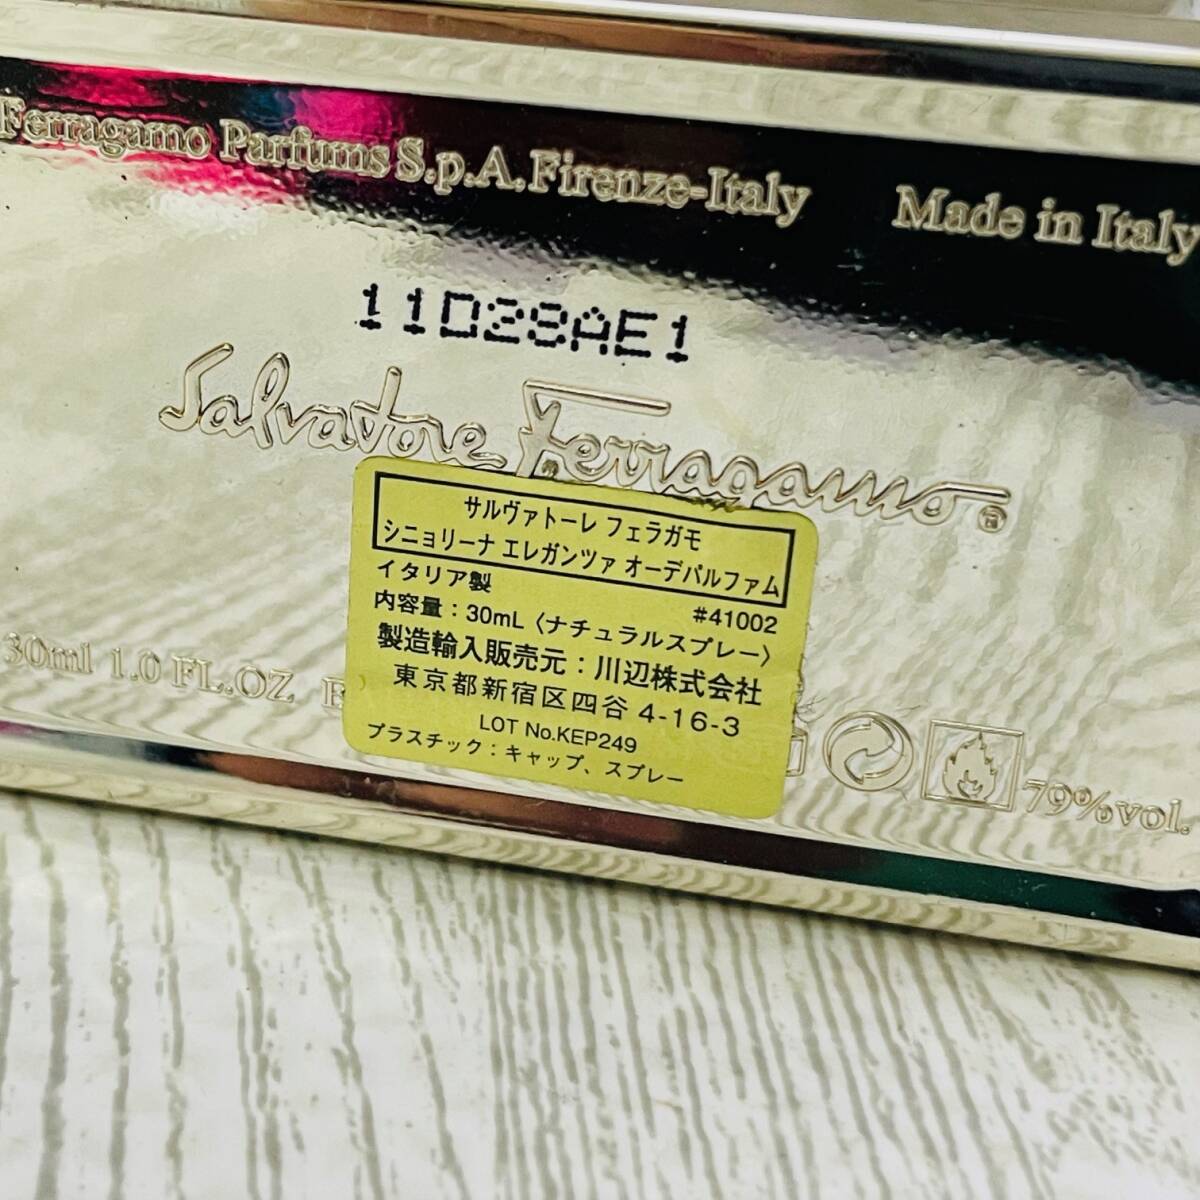 Ferragamo Parfums S.p.A. Firenze-Italy Made in Italy
11D28AE1
Salvatore Ferragamo ®
サルヴァトーレ フェラガモ
シニョリーナ エレガンツァ オーデパルファム
イタリア製 #41002
内容量：30mL〈ナチュラルスプレー〉
製造輸入販売元：川辺株式会社
東京都新宿区四谷 4-16-3
LOT No.KEP249
プラスチック：キャップ、スプレー
30ml 1.0 FL.OZ
79%vol.